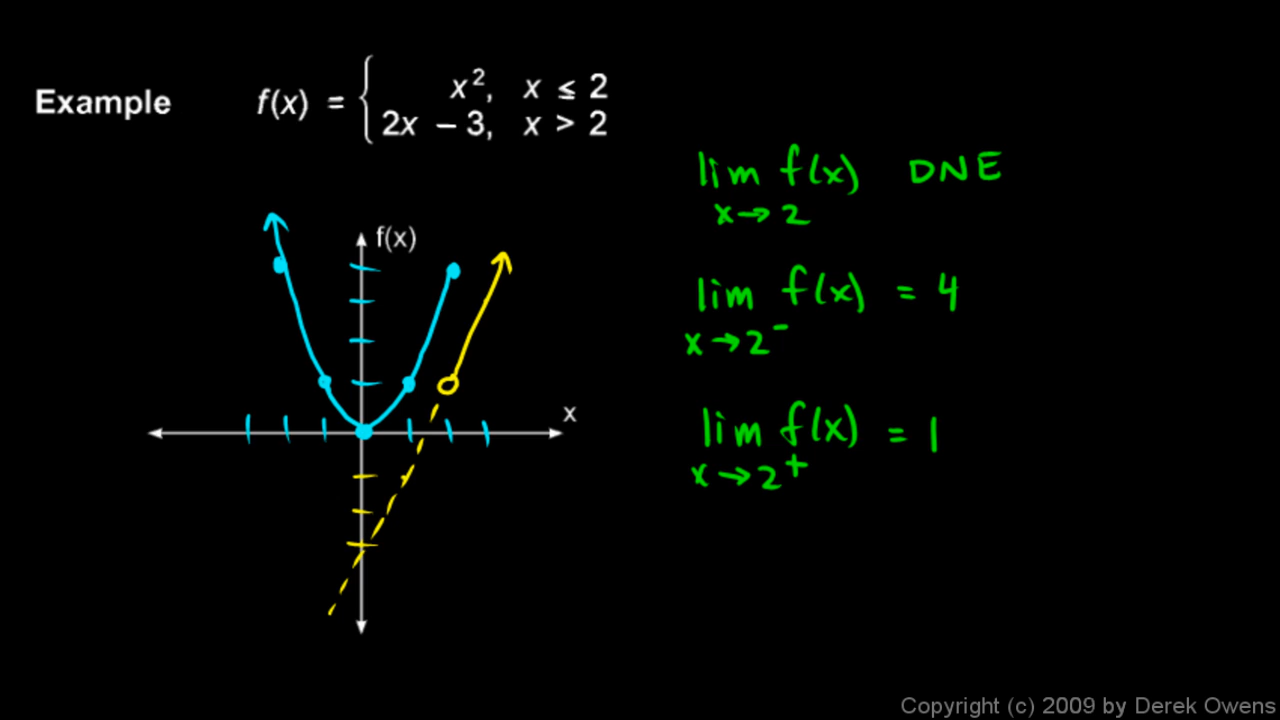 Example f(x) = { x², x ≤ 2
2x – 3, x > 2
lim f(x) DNE
x→2
f(x)
lim f(x) = 4
x→2⁻
x
lim f(x) = 1
x→2⁺
Copyright (c) 2009 by Derek Owens